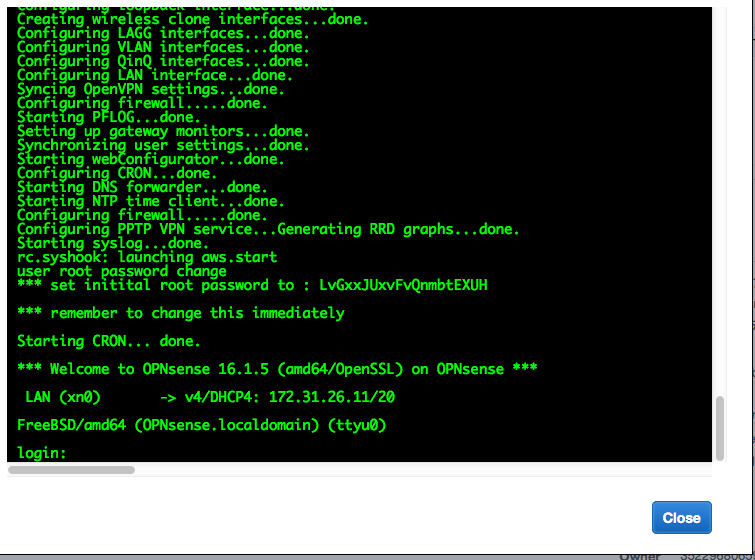 Configuring loopback interface...done.
Creating wireless clone interfaces...done.
Configuring LAGG interfaces...done.
Configuring VLAN interfaces...done.
Configuring QinQ interfaces...done.
Configuring LAN interface...done.
Syncing OpenVPN settings...done.
Configuring firewall.....done.
Starting PFLOG...done.
Setting up gateway monitors...done.
Synchronizing user settings...done.
Starting webConfigurator...done.
Configuring CRON...done.
Starting DNS forwarder...done.
Starting NTP time client...done.
Configuring firewall.....done.
Configuring PPTP VPN service...Generating RRD graphs...done.
Starting syslog...done.
rc.syshook: launching aws.start
user root password change
*** set initital root password to : LvGxxJUxvFvQnmbtEXUH
*** remember to change this immediately
Starting CRON... done.
*** Welcome to OPNsense 16.1.5 (amd64/OpenSSL) on OPNsense ***
LAN (xn0) -> v4/DHCP4: 172.31.26.11/20
FreeBSD/amd64 (OPNsense.localdomain) (ttyu0)
login:
Close
Owner